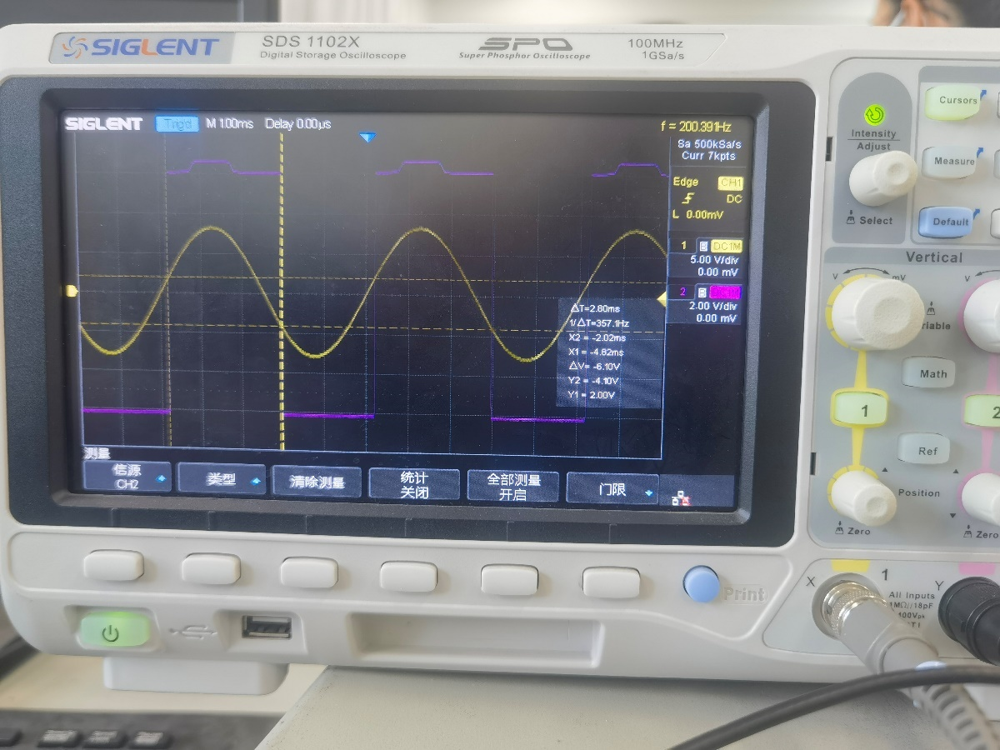 SIGLENT
SDS 1102X
Digital Storage Oscilloscope
SPO
Super Phosphor Oscilloscope
100MHz
1GSa/s
SIGLENT Trig'd M 1.00ms Delay 0.00µs
f = 200.391Hz
Sa 500kSa/s
Curr 7kpts
Edge CH1
DC
L 0.00mV
1 B DC1M
5.00 V/div
0.00 mV
2 B
2.00 V/div
0.00 mV
ΔT=2.80ms
1/ΔT=357.1Hz
X2 = -2.02ms
X1 = -4.82ms
ΔV= -6.10V
Y2 = -4.10V
Y1 = 2.00V
测量
信源
CH2
类型
清除测量
统计
关闭
全部测量
开启
门限
Print
Intensity
Adjust
Select
Cursors
Measure
Default
Vertical
V mV
V
riable
Math
1
2
Ref
Position
Zero
Zero
X
1
Y
All Inputs
1MΩ//18pF